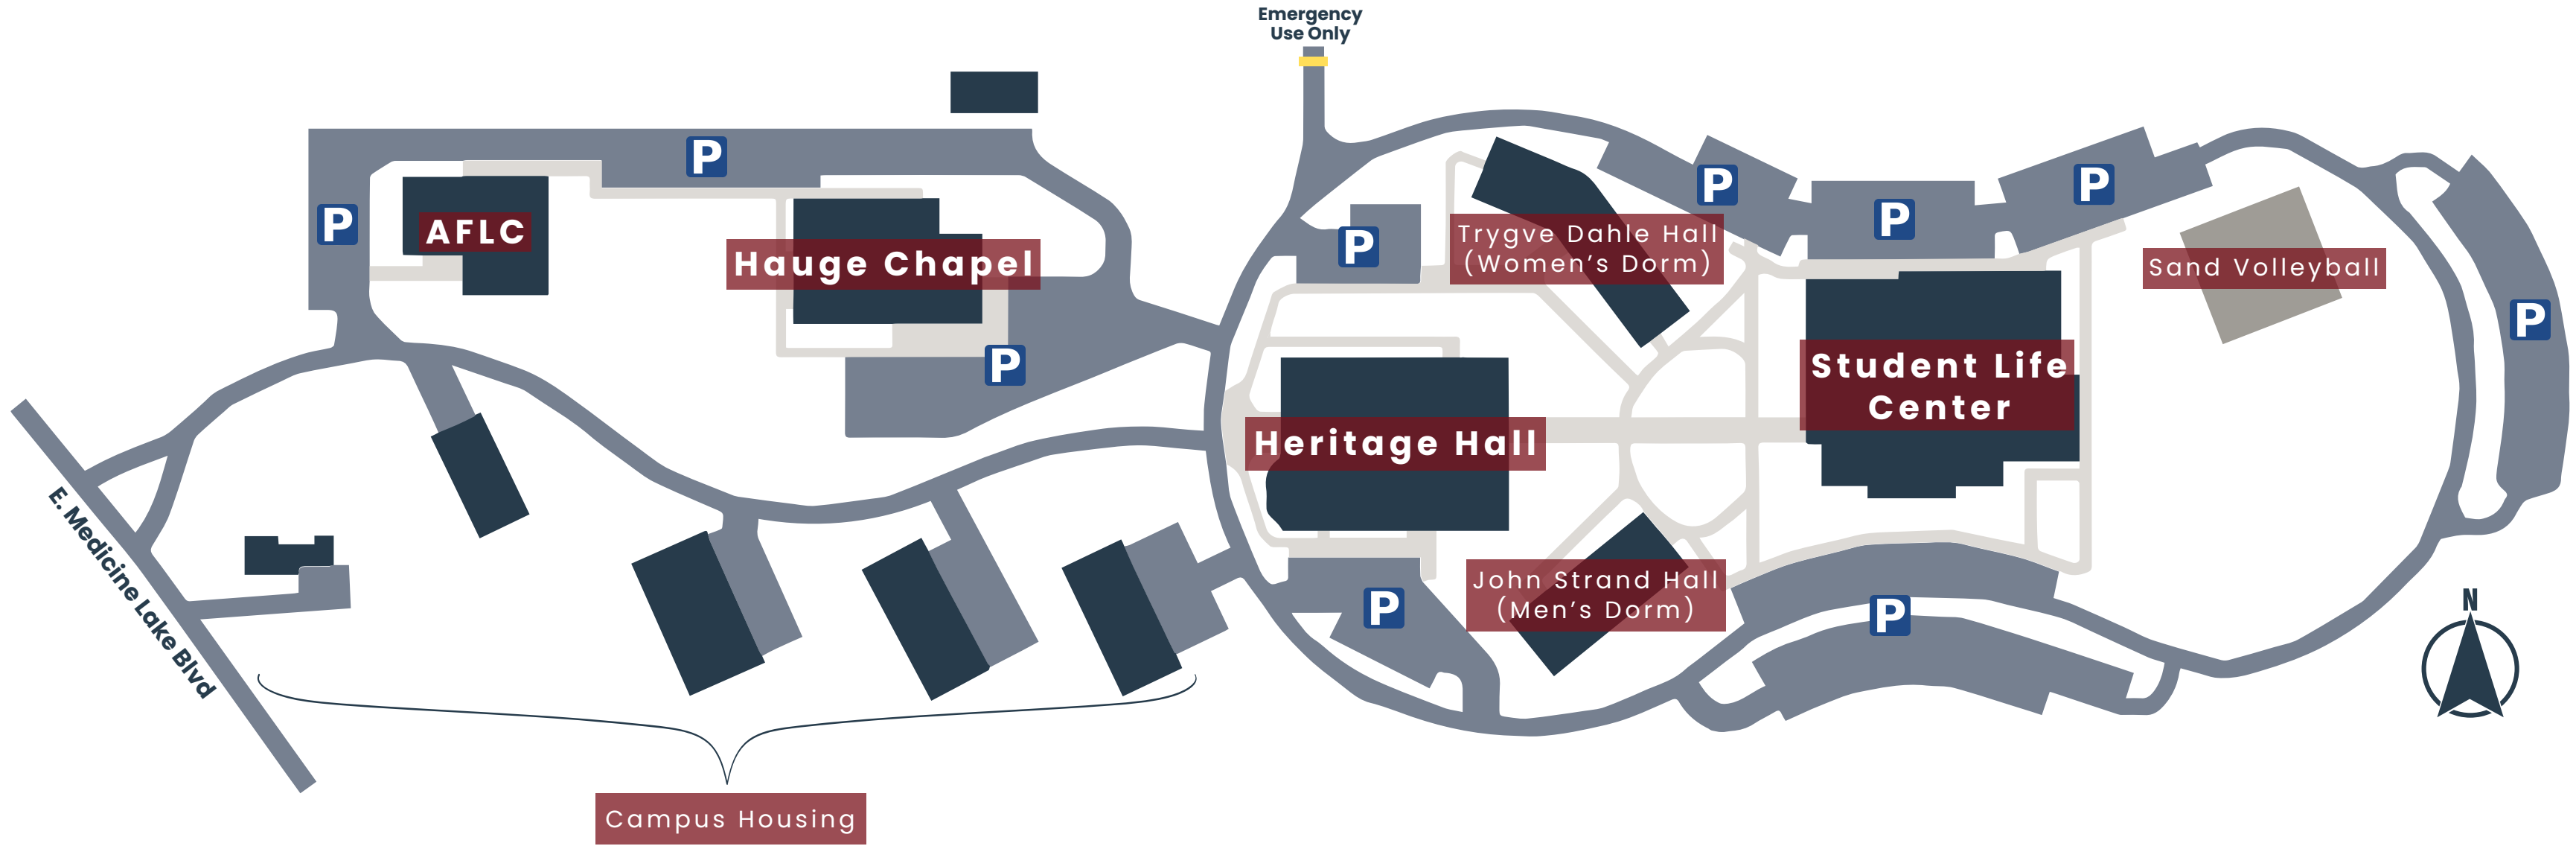 Emergency
Use Only
P
P
AFLC
Hauge Chapel
P
E. Medicine Lake Blvd
Campus Housing
P
Trygve Dahle Hall
(Women’s Dorm)
P
P
P
Sand Volleyball
P
Student Life
Center
Heritage Hall
John Strand Hall
(Men’s Dorm)
P
P
N